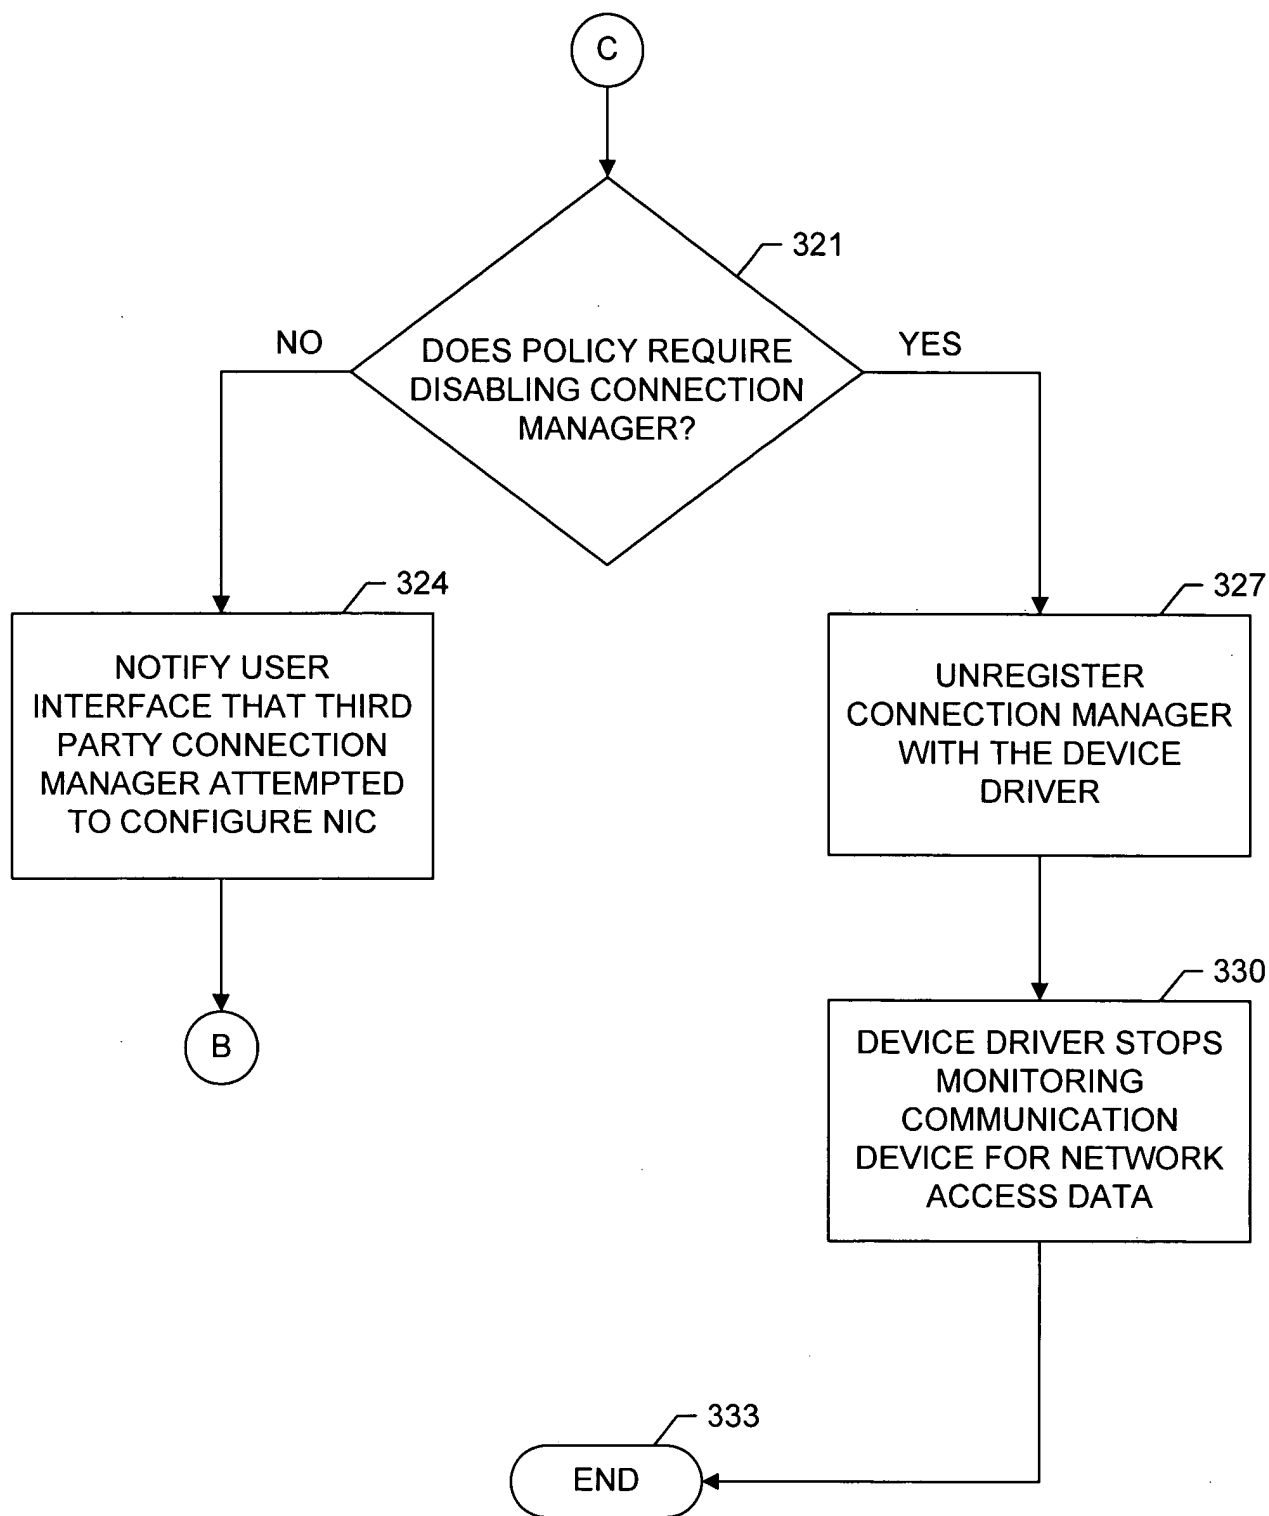 C
321
NO
YES
DOES POLICY REQUIRE
DISABLING CONNECTION
MANAGER?
324
NOTIFY USER
INTERFACE THAT THIRD
PARTY CONNECTION
MANAGER ATTEMPTED
TO CONFIGURE NIC
B
327
UNREGISTER
CONNECTION MANAGER
WITH THE DEVICE
DRIVER
330
DEVICE DRIVER STOPS
MONITORING
COMMUNICATION
DEVICE FOR NETWORK
ACCESS DATA
333
END